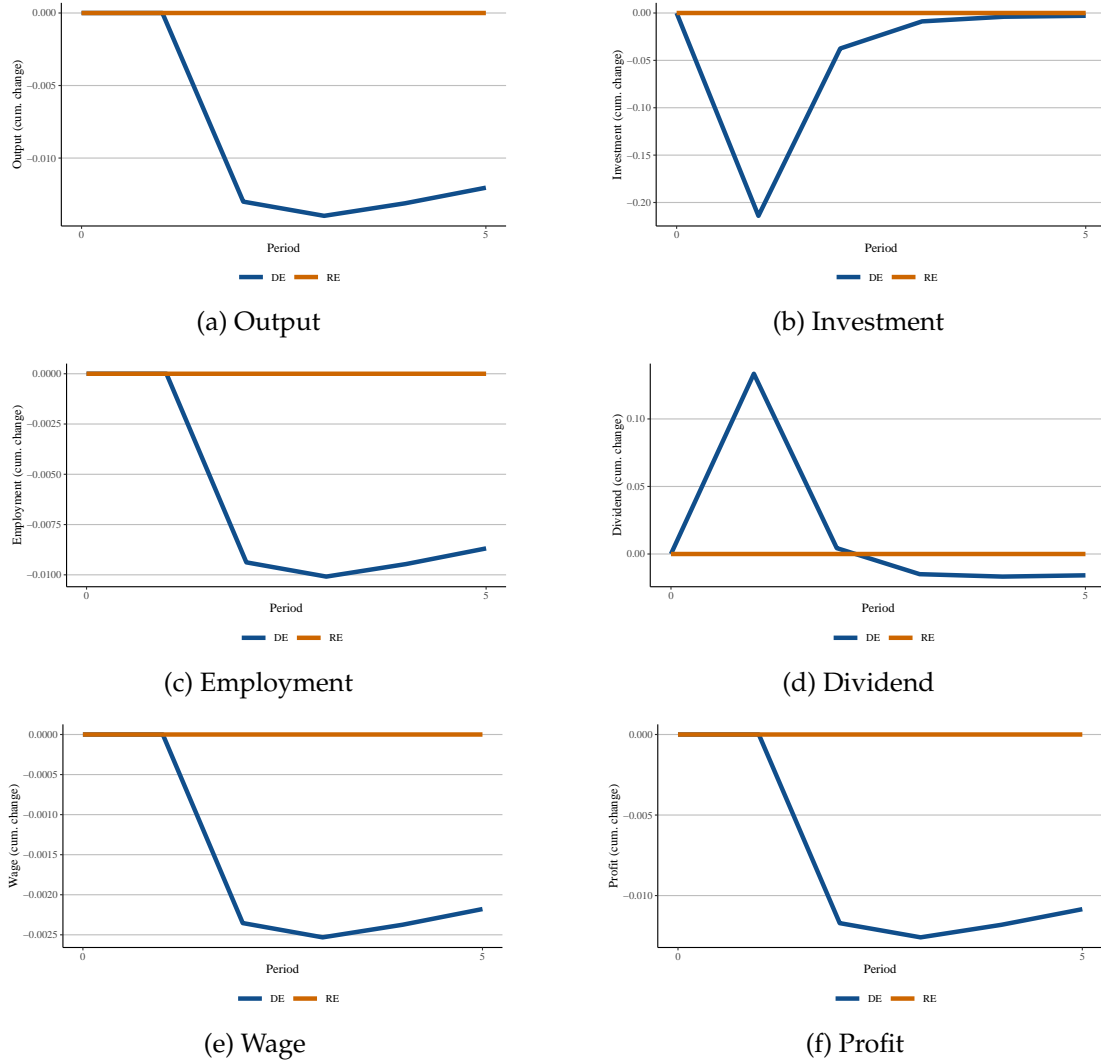 0.000
−0.005
−0.010
Output (cum. change)
0 5
Period
DE RE
(a) Output
0.00
−0.05
−0.10
−0.15
−0.20
Investment (cum. change)
0 5
Period
DE RE
(b) Investment
0.0000
−0.0025
−0.0050
−0.0075
−0.0100
Employment (cum. change)
0 5
Period
DE RE
(c) Employment
0.10
0.05
0.00
Dividend (cum. change)
0 5
Period
DE RE
(d) Dividend
0.0000
−0.0005
−0.0010
−0.0015
−0.0020
−0.0025
Wage (cum. change)
0 5
Period
DE RE
(e) Wage
0.000
−0.005
−0.010
Profit (cum. change)
0 5
Period
DE RE
(f) Profit